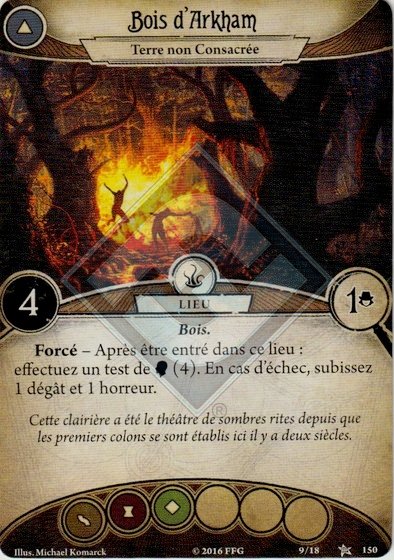 Bois d'Arkham
Terre non Consacrée
4
LIEU
1
Bois.
Forcé – Après être entré dans ce lieu :
effectuez un test de (4). En cas d'échec, subissez
1 dégât et 1 horreur.
Cette clairière a été le théâtre de sombres rites depuis que
les premiers colons se sont établis ici il y a deux siècles.
Illus. Michael Komarck
© 2016 FFG
9/18
150